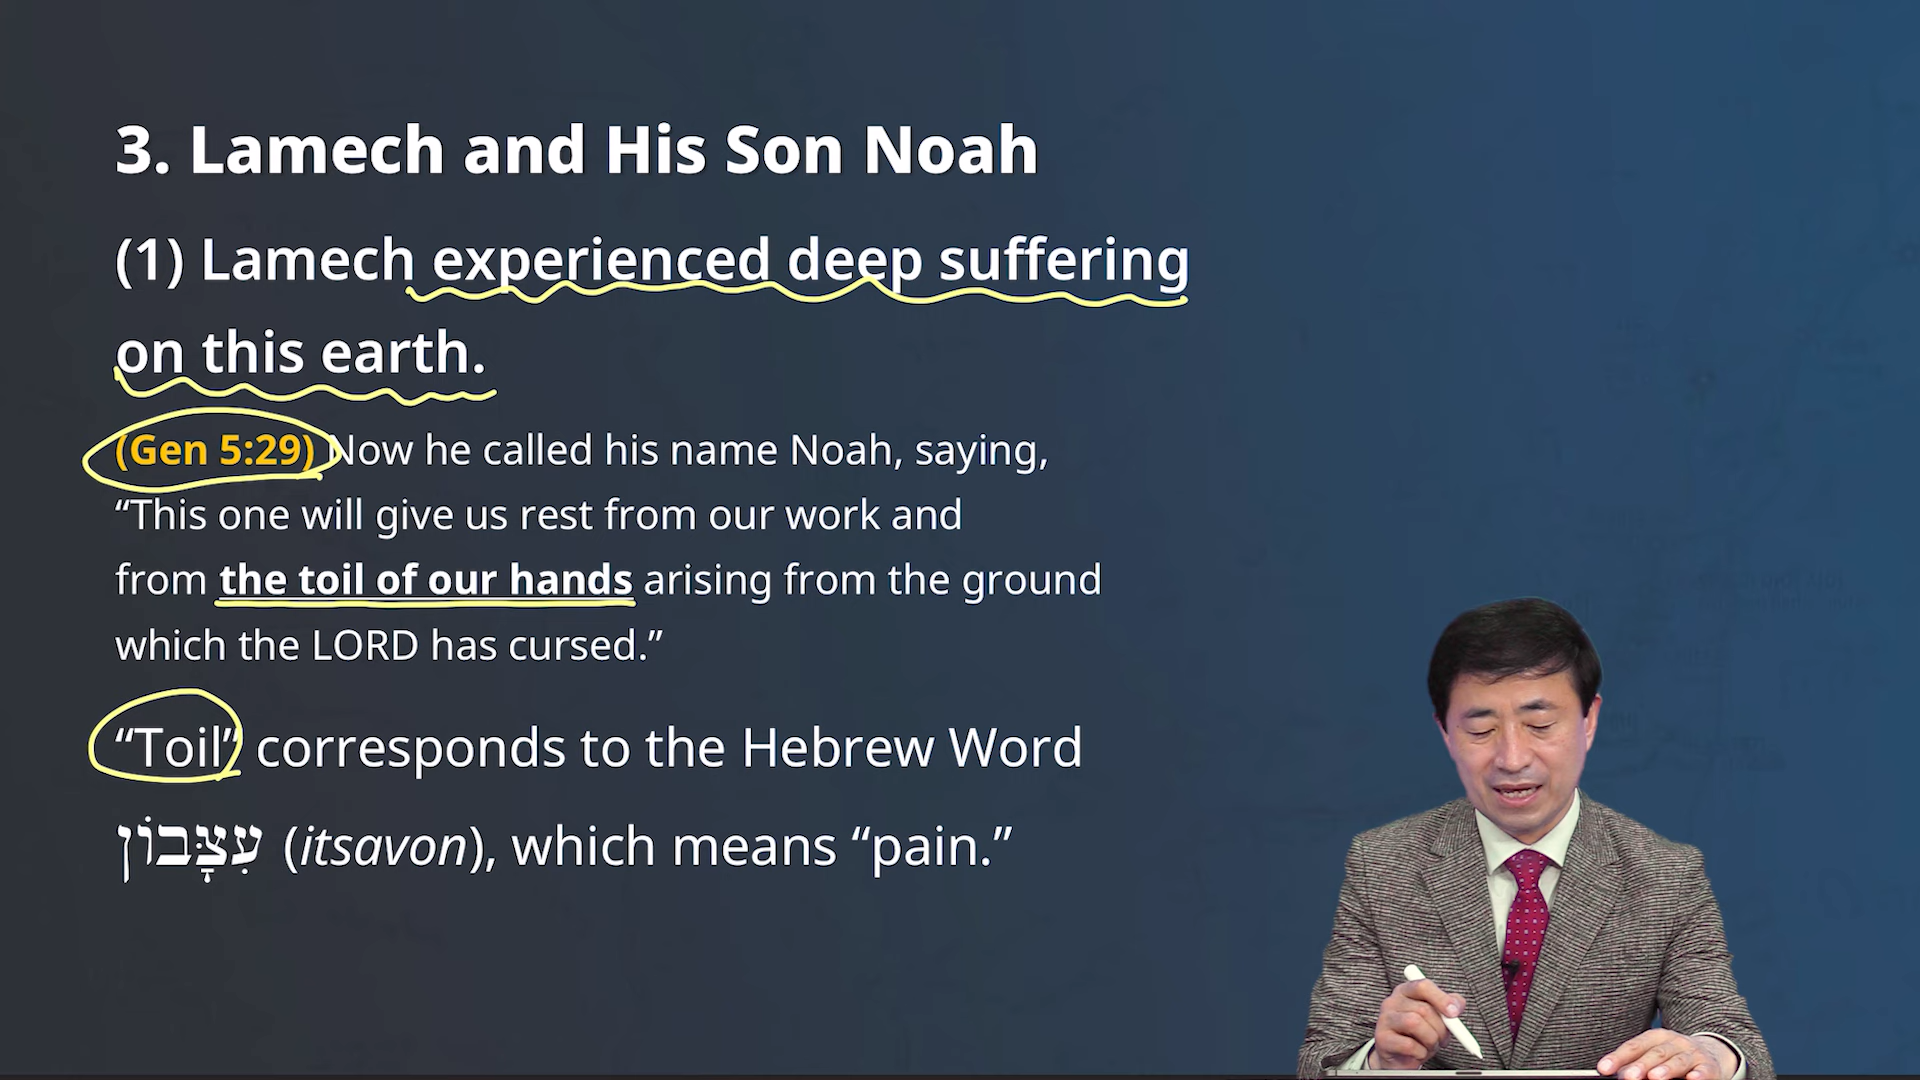 3. Lamech and His Son Noah
(1) Lamech experienced deep suffering
on this earth.
(Gen 5:29) Now he called his name Noah, saying,
“This one will give us rest from our work and
from the toil of our hands arising from the ground
which the LORD has cursed.”
“Toil” corresponds to the Hebrew Word
עִצָּבוֹן (itsavon), which means “pain.”